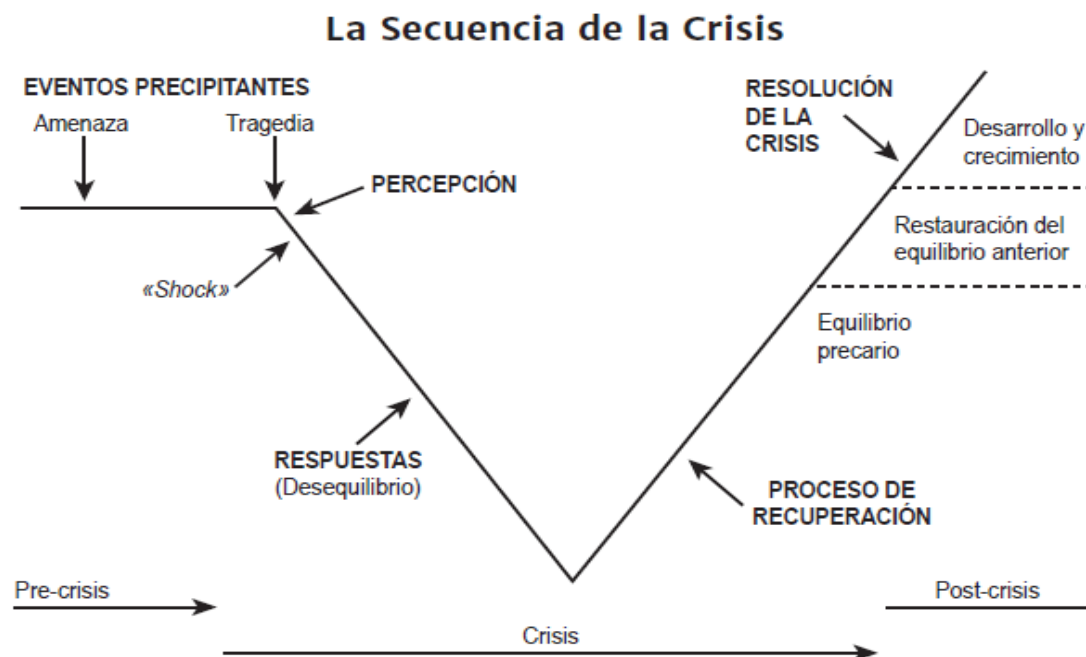 La Secuencia de la Crisis
EVENTOS PRECIPITANTES
Amenaza
Tragedia
PERCEPCIÓN
«Shock»
RESPUESTAS
(Desequilibrio)
RESOLUCIÓN
DE LA
CRISIS
Desarrollo y
crecimiento
Restauración del
equilibrio anterior
Equilibrio
precario
PROCESO DE
RECUPERACIÓN
Pre-crisis
Crisis
Post-crisis